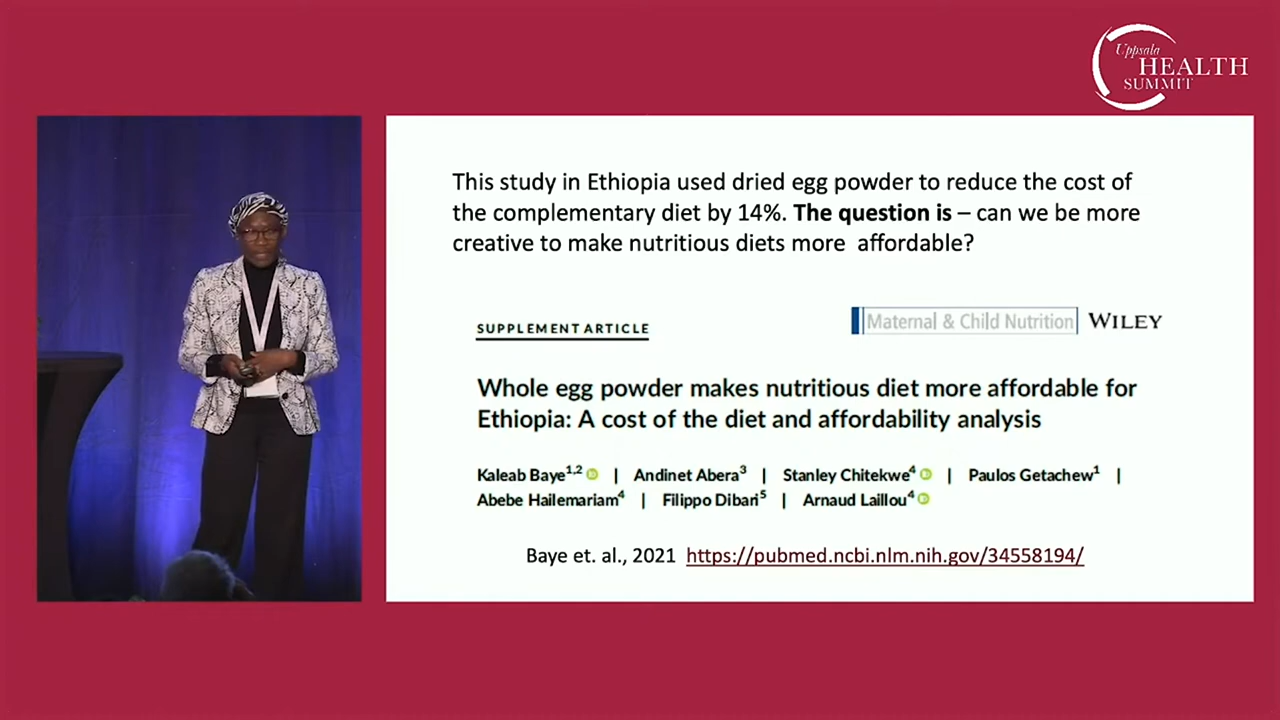 Uppsala
HEALTH
SUMMIT
This study in Ethiopia used dried egg powder to reduce the cost of
the complementary diet by 14%. The question is – can we be more
creative to make nutritious diets more affordable?
SUPPLEMENT ARTICLE
Maternal & Child Nutrition WILEY
Whole egg powder makes nutritious diet more affordable for
Ethiopia: A cost of the diet and affordability analysis
Kaleab Baye1,2 iD | Andinet Abera3 | Stanley Chitekwe4 iD | Paulos Getachew1 |
Abebe Hailemariam4 | Filippo Dibari5 | Arnaud Laillou4 iD
Baye et. al., 2021 https://pubmed.ncbi.nlm.nih.gov/34558194/